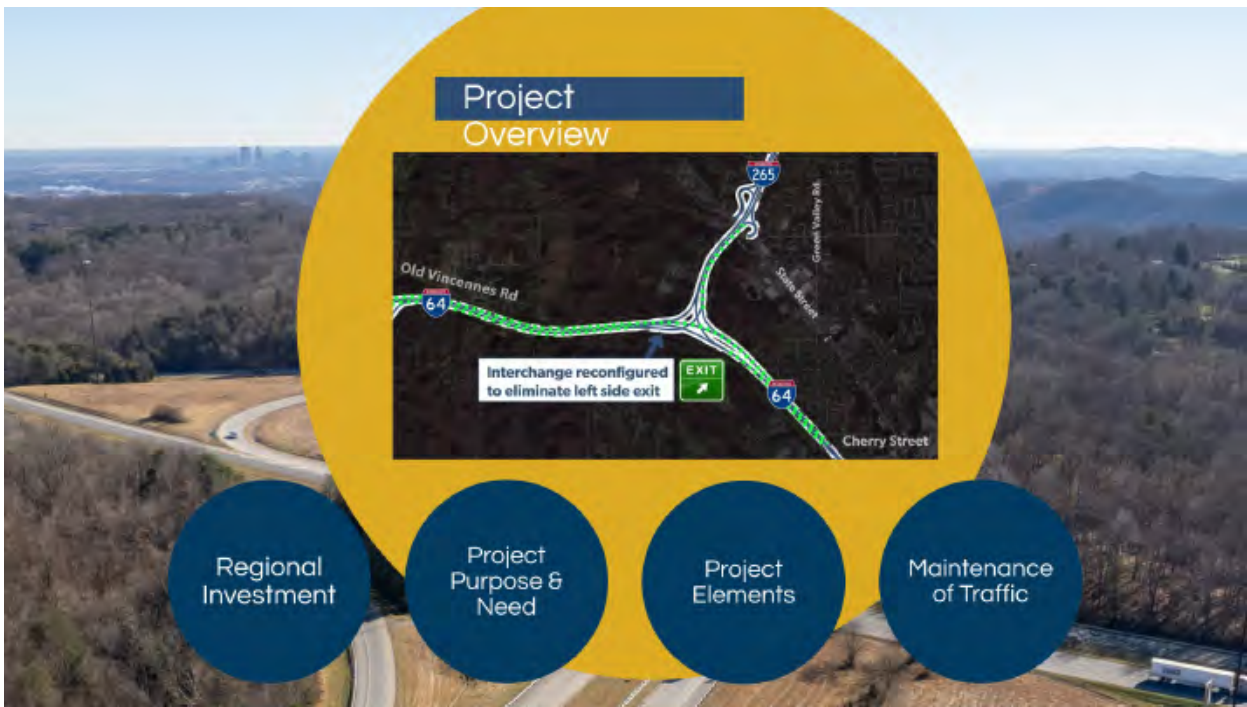 Project
Overview
265
Green Valley Rd.
Old Vincennes Rd
State Street
64
Interchange reconfigured
to eliminate left side exit
EXIT
64
Cherry Street
Regional
Investment
Project
Purpose &
Need
Project
Elements
Maintenance
of Traffic